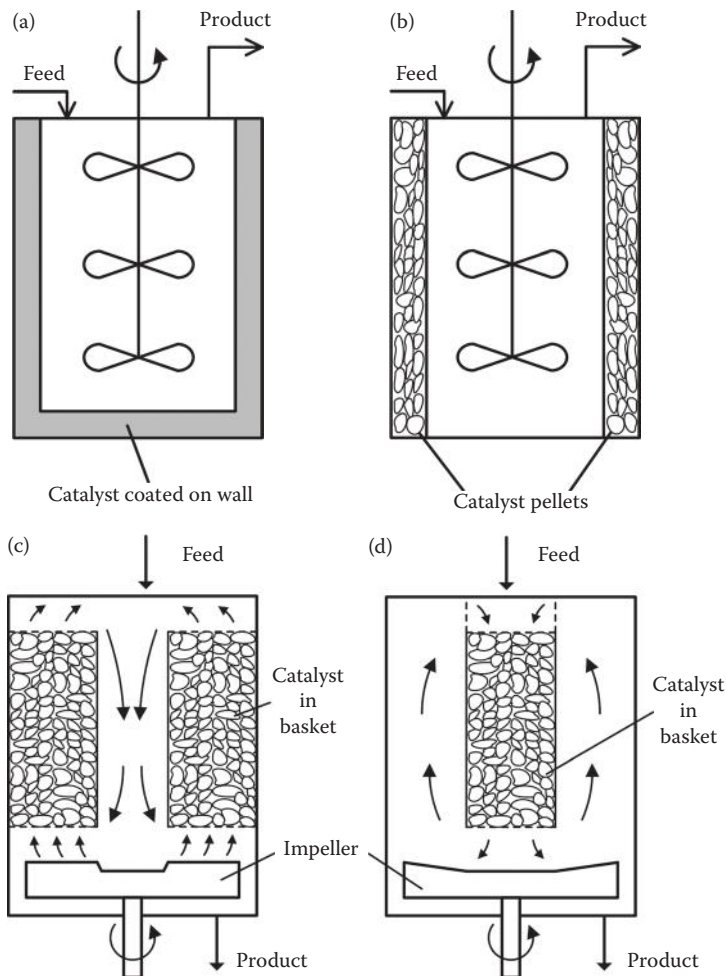 (a)
Product
Feed
Catalyst coated on wall
(b)
Product
Feed
Catalyst pellets
(c)
Feed
Catalyst
in
basket
Impeller
Product
(d)
Feed
Catalyst
in
basket
Product